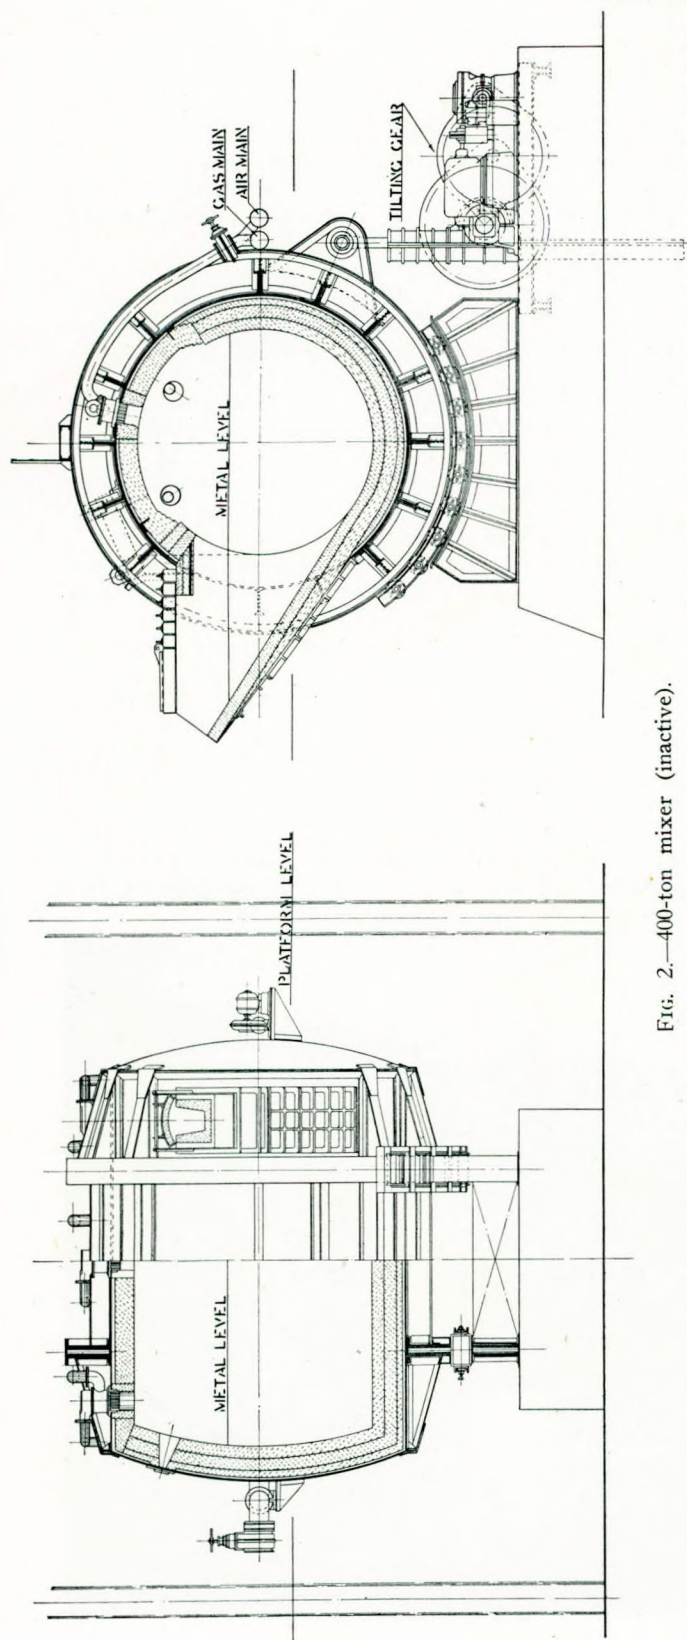 PLATFORM LEVEL
METAL LEVEL
GAS MAIN
AIR MAIN
METAL LEVEL
TILTING GEAR
FIG. 2.—400-ton mixer (inactive).